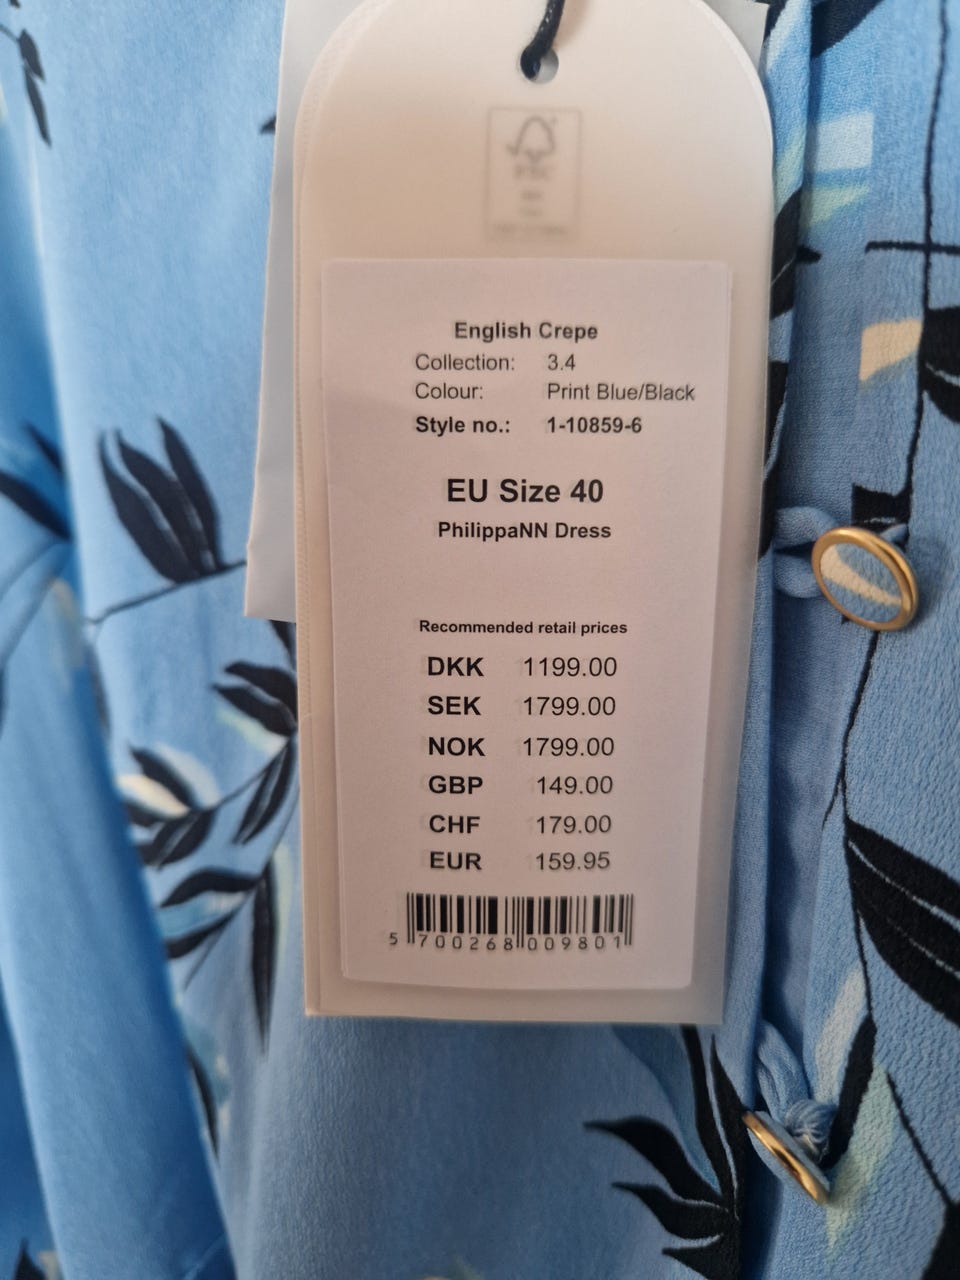 English Crepe
Collection: 3.4
Colour: Print Blue/Black
Style no.: 1-10859-6
EU Size 40
PhilippaNN Dress
Recommended retail prices
DKK 1199.00
SEK 1799.00
NOK 1799.00
GBP 149.00
CHF 179.00
EUR 159.95
5 700268 009801